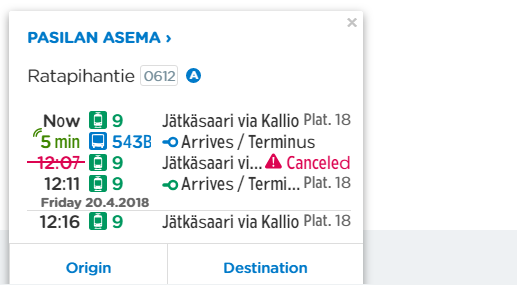 PASILAN ASEMA ›
Ratapihantie 0612 A
Now 9 Jätkäsaari via Kallio Plat. 18
5 min 543B Arrives / Terminus
12:07 9 Jätkäsaari vi... Canceled
12:11 9 Arrives / Termi... Plat. 18
Friday 20.4.2018
12:16 9 Jätkäsaari via Kallio Plat. 18
Origin Destination